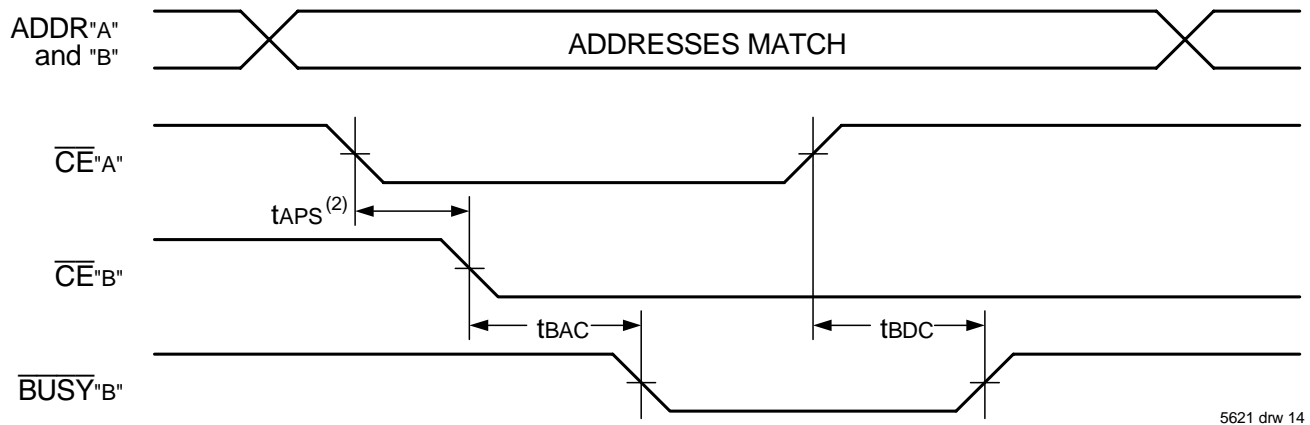 ADDR"A"
and "B"
ADDRESSES MATCH
CE"A"
tAPS(2)
CE"B"
tBAC
tBDC
BUSY"B"
5621 drw 14